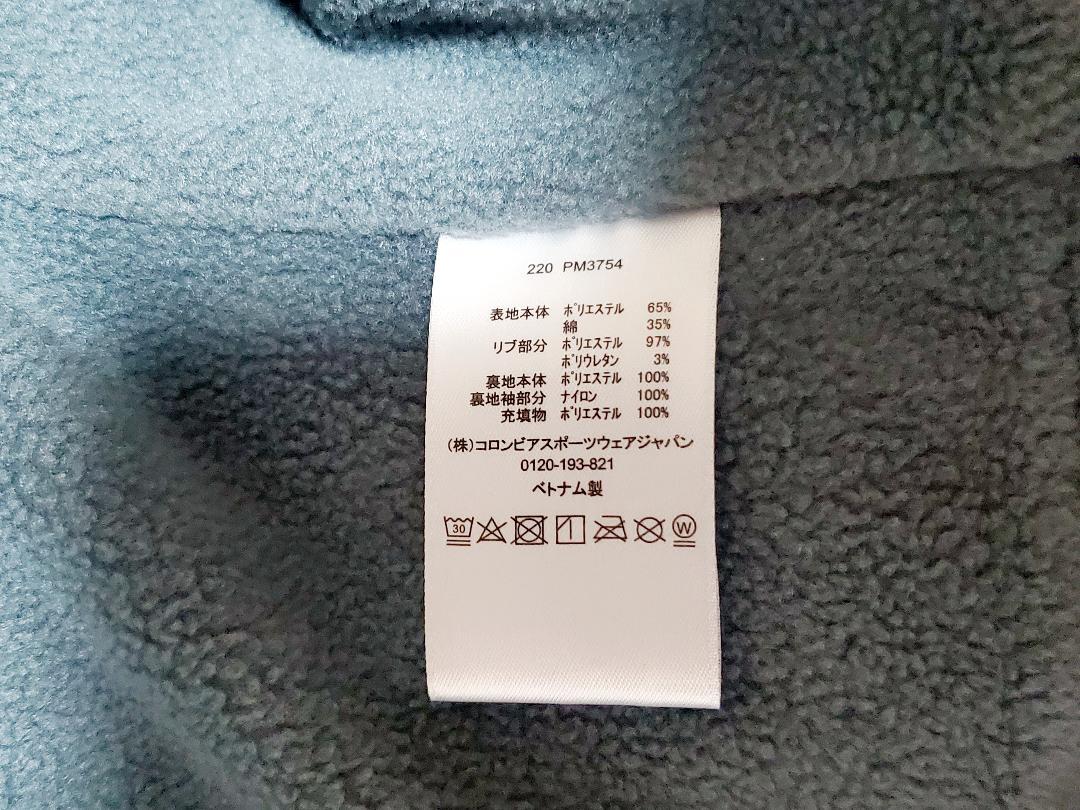 220 PM3754
表地本体 ポリエステル 65%
綿 35%
リブ部分 ポリエステル 97%
ポリウレタン 3%
裏地本体 ポリエステル 100%
裏地袖部分 ナイロン 100%
充填物 ポリエステル 100%
(株)コロンビアスポーツウェアジャパン
0120-193-821
ベトナム製
30 W